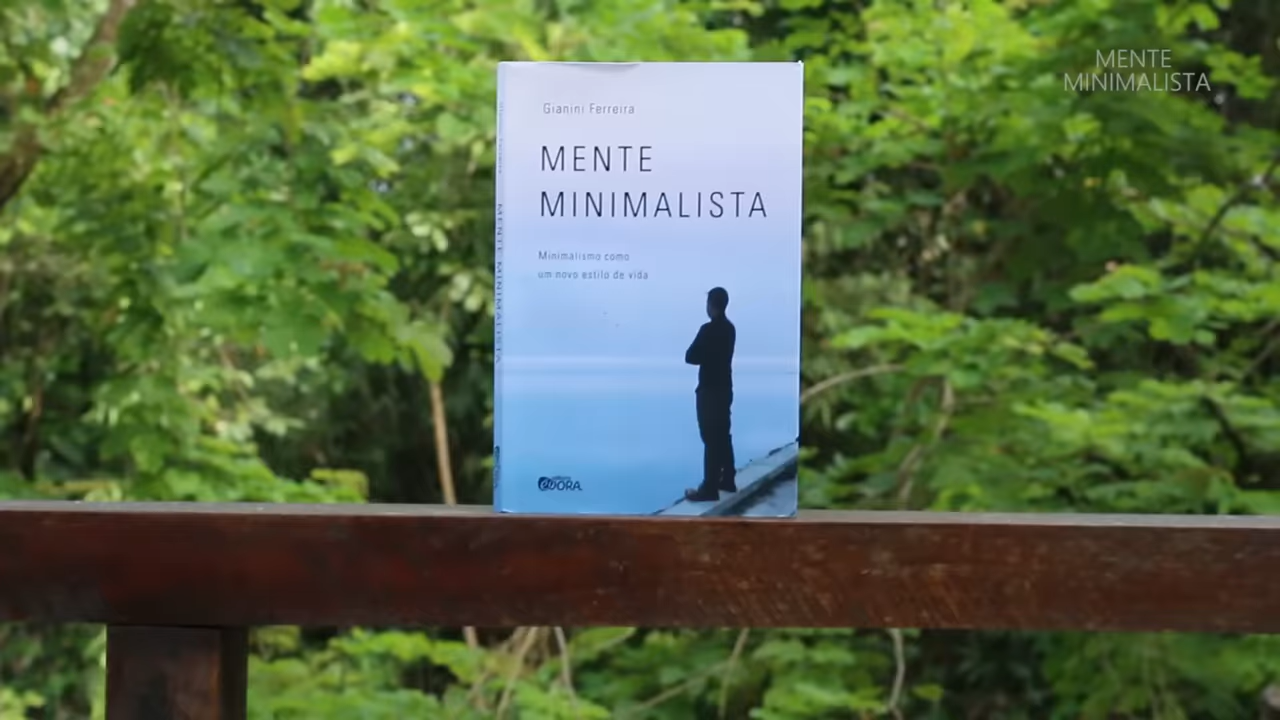 Gianini Ferreira
MENTE
MINIMALISTA
Minimalismo como
um novo estilo de vida
MENTE MINIMALISTA
MENTE
MINIMALISTA